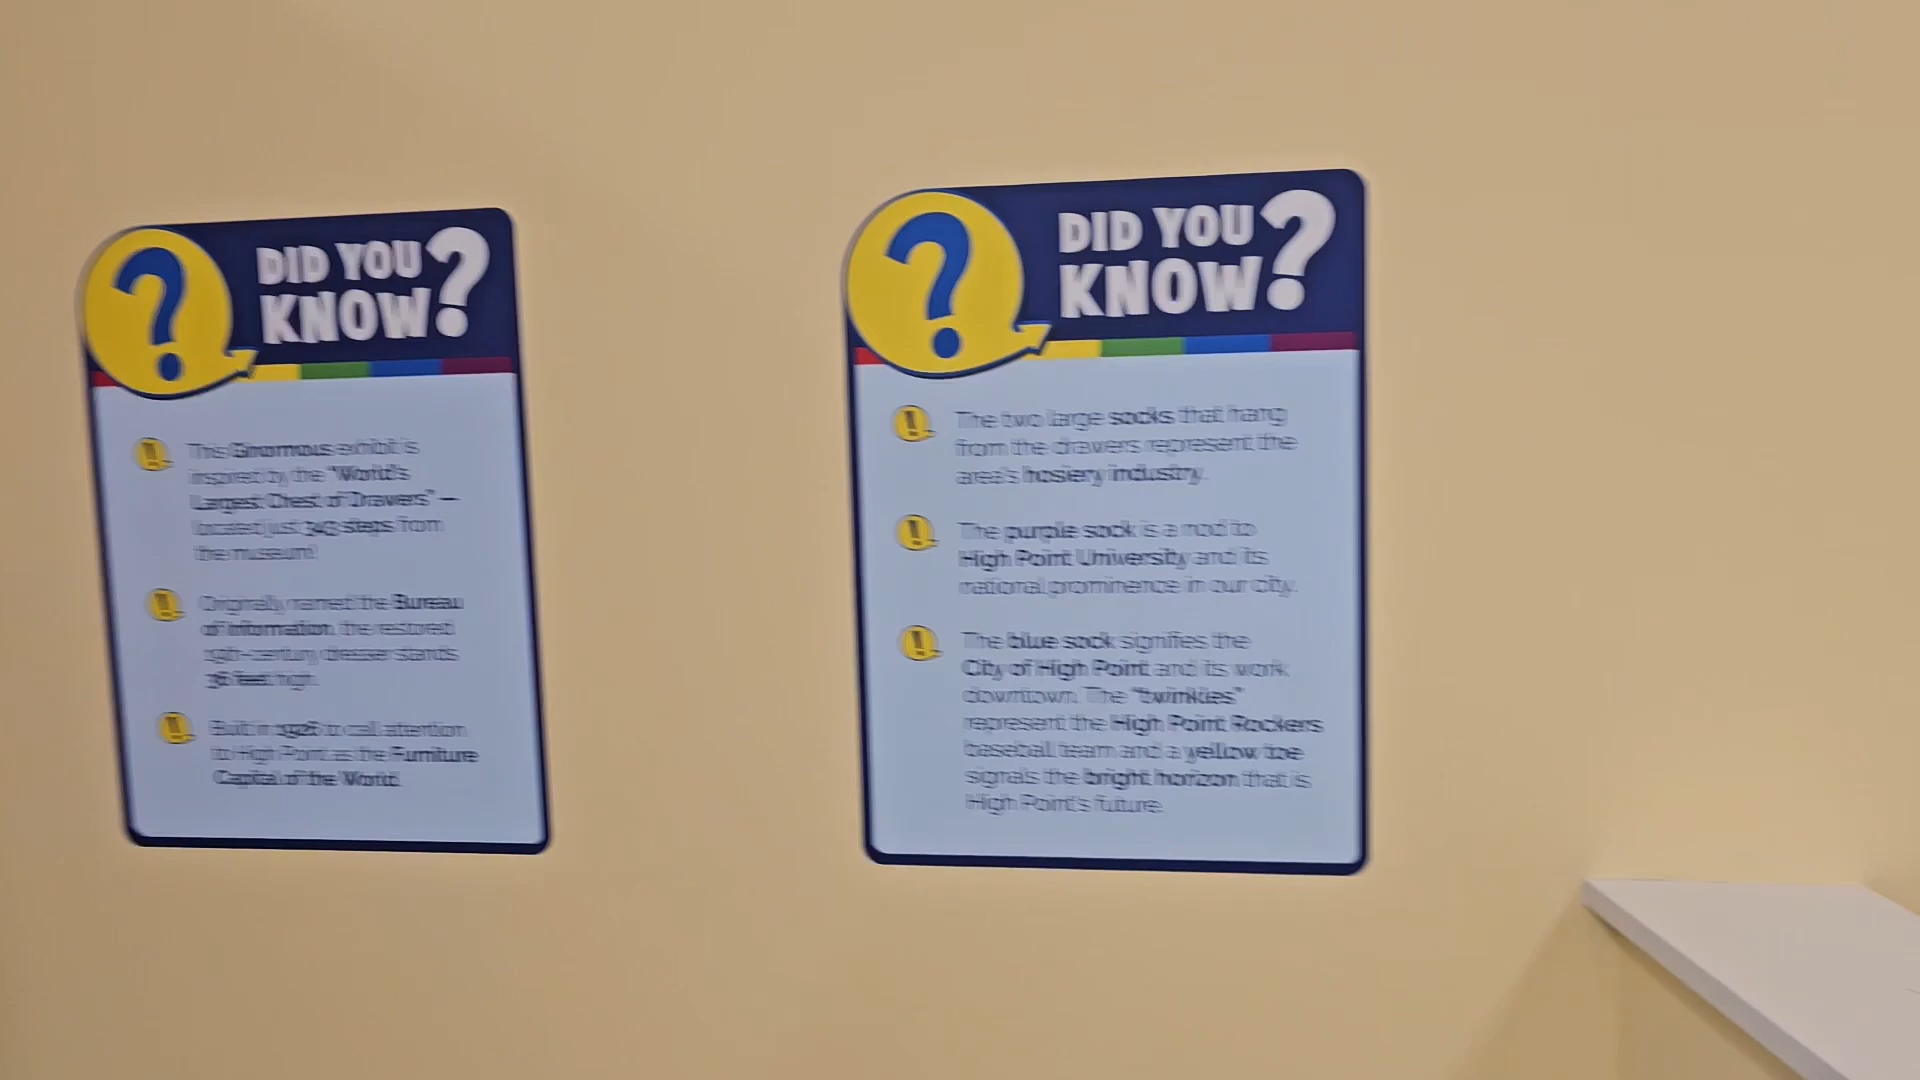 DID YOU
KNOW?
This Ginormous exhibit is
inspired by the "World's
Largest Chest of Drawers" —
located just 343 steps from
the museum!
Originally named the Bureau
of Information, the restored
19th-century dresser stands
36 feet high.
Built in 1926 to call attention
to High Point as the Furniture
Capital of the World.
DID YOU
KNOW?
The two large socks that hang
from the drawers represent the
area's hosiery industry.
The purple sock is a nod to
High Point University and its
national prominence in our city.
The blue sock signifies the
City of High Point and its work
downtown. The "twinkles"
represent the High Point Rockers
baseball team and a yellow toe
signals the bright horizon that is
High Point's future.